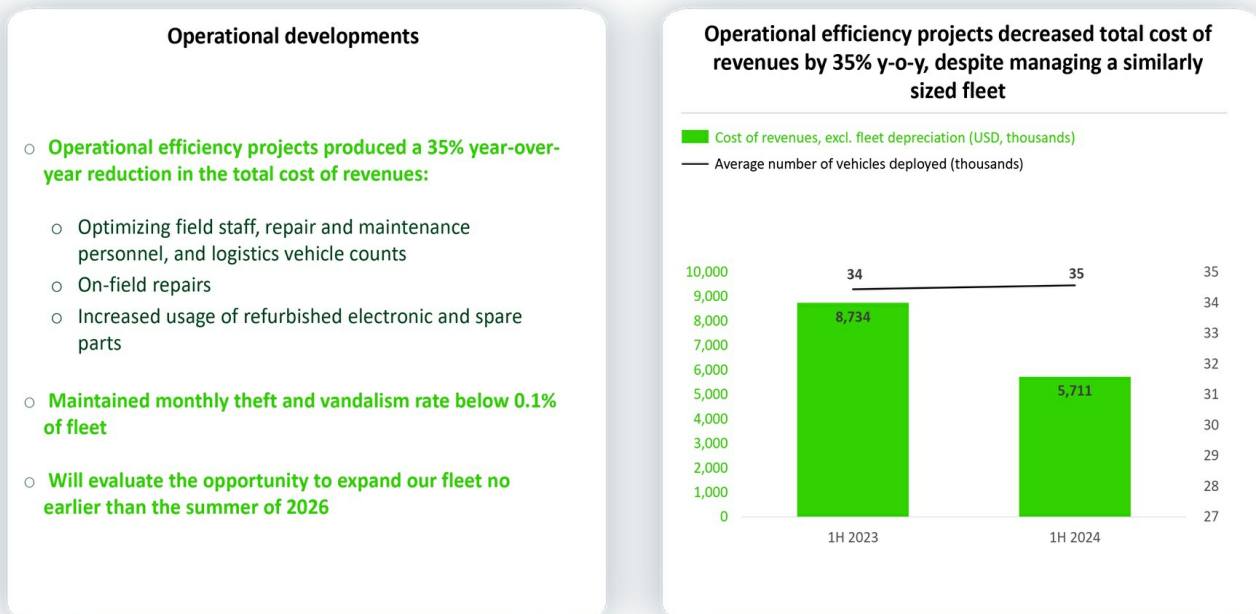 Operational developments
○ Operational efficiency projects produced a 35% year-over-
year reduction in the total cost of revenues:
○ Optimizing field staff, repair and maintenance
personnel, and logistics vehicle counts
○ On-field repairs
○ Increased usage of refurbished electronic and spare
parts
○ Maintained monthly theft and vandalism rate below 0.1%
of fleet
○ Will evaluate the opportunity to expand our fleet no
earlier than the summer of 2026
Operational efficiency projects decreased total cost of
revenues by 35% y-o-y, despite managing a similarly
sized fleet
Cost of revenues, excl. fleet depreciation (USD, thousands)
Average number of vehicles deployed (thousands)
10,000
9,000
8,000
7,000
6,000
5,000
4,000
3,000
2,000
1,000
0
34
35
8,734
5,711
35
34
33
32
31
30
29
28
27
1H 2023
1H 2024